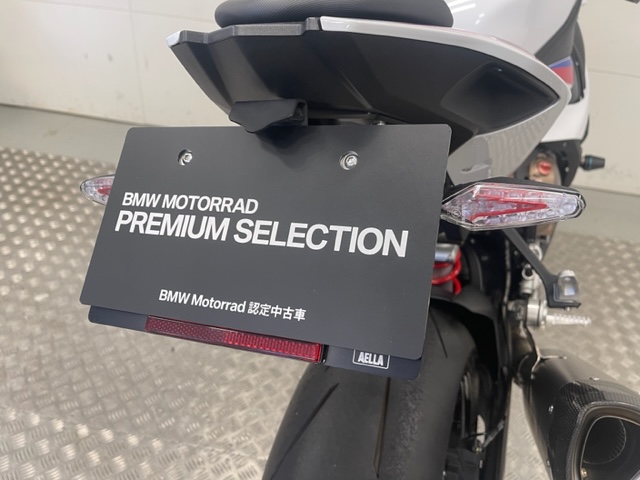 BMW MOTORRAD
PREMIUM SELECTION
BMW Motorrad 認定中古車
AELLA